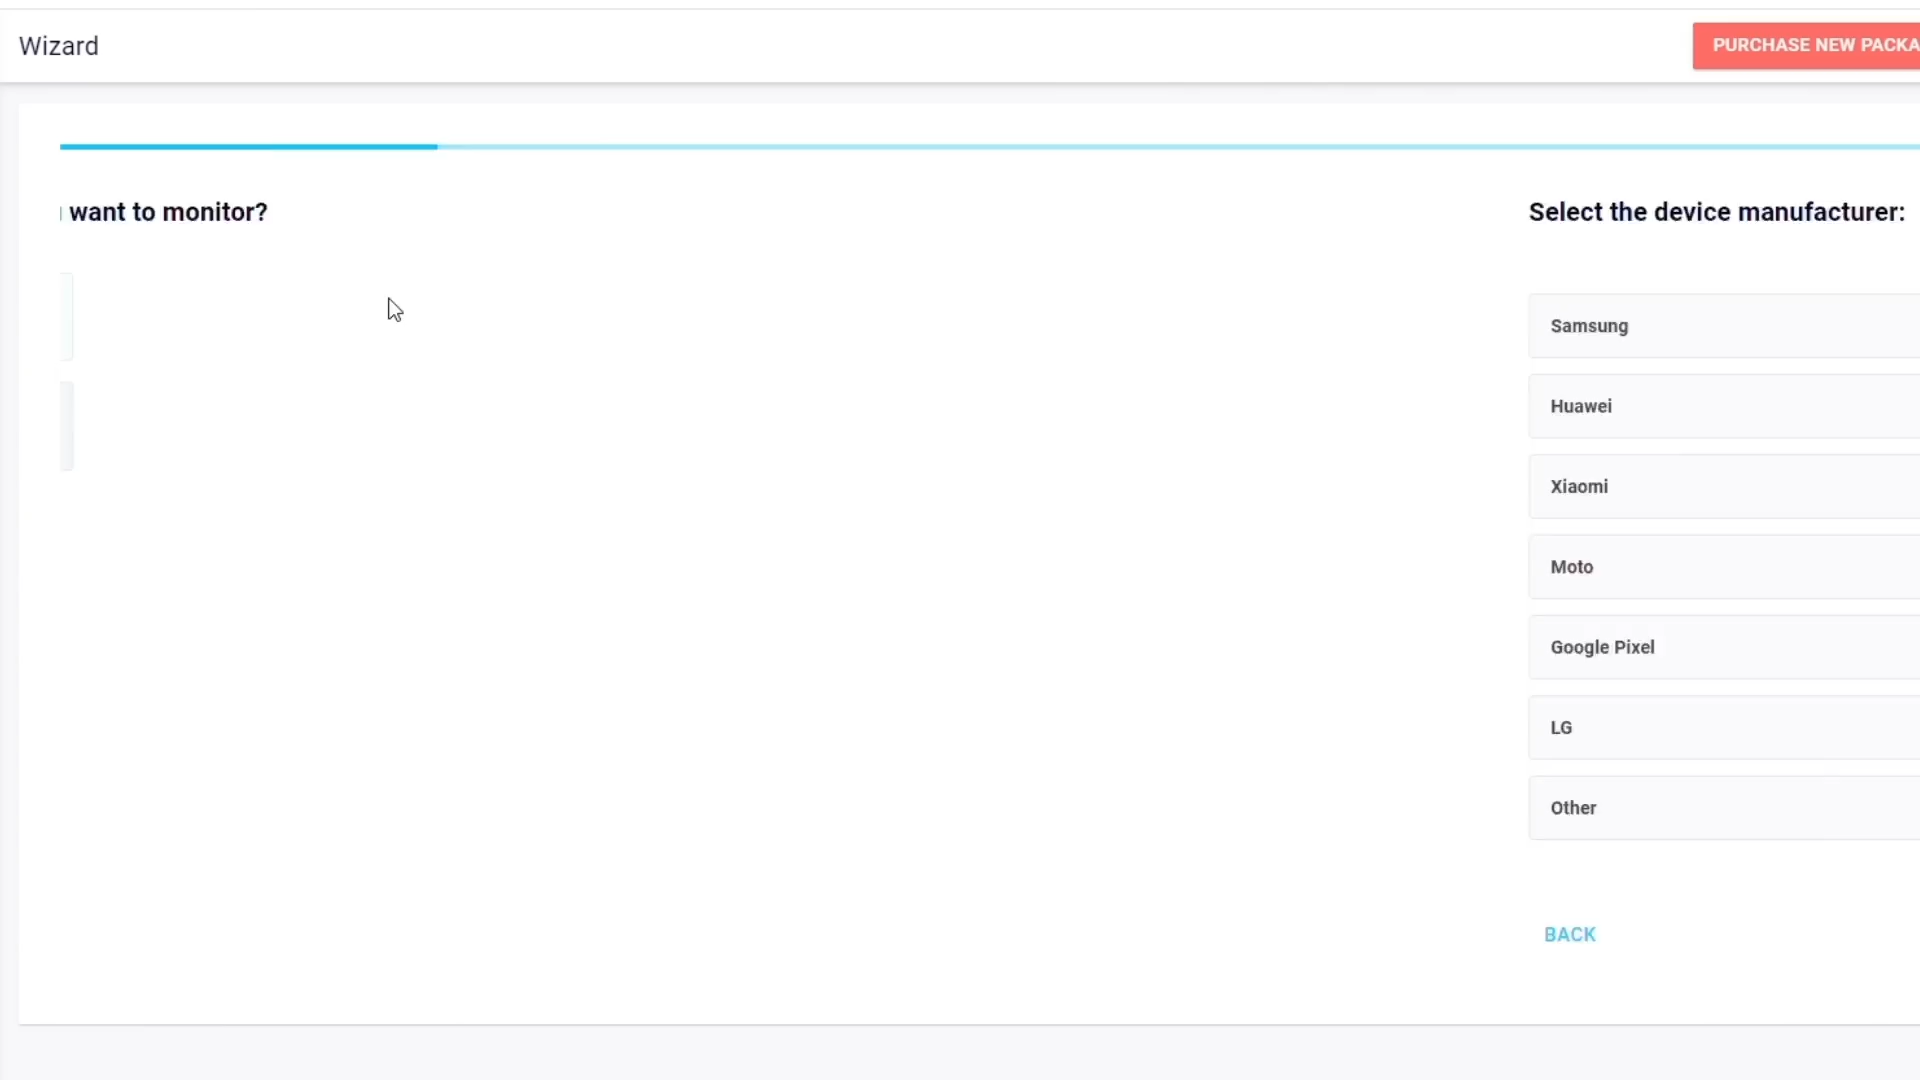 Wizard
PURCHASE NEW PACKA
want to monitor?
Select the device manufacturer:
Samsung
Huawei
Xiaomi
Moto
Google Pixel
LG
Other
BACK